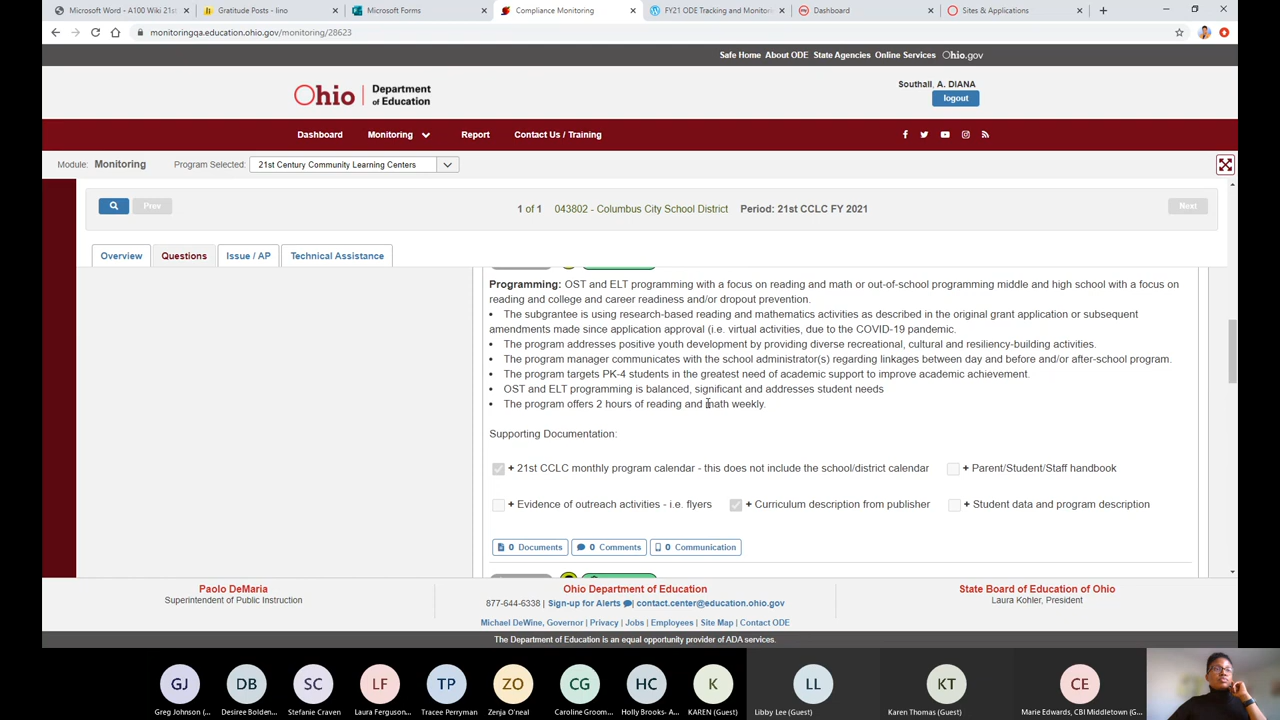 Microsoft Word - A100 Wiki 21st
Gratitude Posts - Iino
Microsoft Forms
Compliance Monitoring
FY21 ODE Tracking and Monitor
Dashboard
Sites & Applications
monitoringqa.education.ohio.gov/monitoring/28623
Safe Home About ODE State Agencies Online Services Ohio.gov
Ohio Department of Education
Southall, A. DIANA
logout
Dashboard Monitoring Report Contact Us / Training
Module: Monitoring Program Selected: 21st Century Community Learning Centers
Prev 1 of 1 043802 - Columbus City School District Period: 21st CCLC FY 2021 Next
Overview Questions Issue / AP Technical Assistance
Programming: OST and ELT programming with a focus on reading and math or out-of-school programming middle and high school with a focus on
reading and college and career readiness and/or dropout prevention.
• The subgrantee is using research-based reading and mathematics activities as described in the original grant application or subsequent
amendments made since application approval (i.e. virtual activities, due to the COVID-19 pandemic.
• The program addresses positive youth development by providing diverse recreational, cultural and resiliency-building activities.
• The program manager communicates with the school administrator(s) regarding linkages between day and before and/or after-school program.
• The program targets PK-4 students in the greatest need of academic support to improve academic achievement.
• OST and ELT programming is balanced, significant and addresses student needs
• The program offers 2 hours of reading and math weekly.
Supporting Documentation:
+ 21st CCLC monthly program calendar - this does not include the school/district calendar + Parent/Student/Staff handbook
+ Evidence of outreach activities - i.e. flyers + Curriculum description from publisher + Student data and program description
0 Documents 0 Comments 0 Communication
Paolo DeMaria Ohio Department of Education State Board of Education of Ohio
Superintendent of Public Instruction 877-644-6338 | Sign-up for Alerts | contact.center@education.ohio.gov Laura Kohler, President
Michael DeWine, Governor | Privacy | Jobs | Employees | Site Map | Contact ODE
The Department of Education is an equal opportunity provider of ADA services.
GJ DB SC LF TP ZO CG HC K LL KT CE
Greg Johnson (... Desiree Bolden... Stefanie Craven Laura Ferguson... Tracee Perryman Zenja O'neal Caroline Groom... Holly Brooks- A... KAREN (Guest) Libby Lee (Guest) Karen Thomas (Guest) Marie Edwards, CBI Middletown (G...